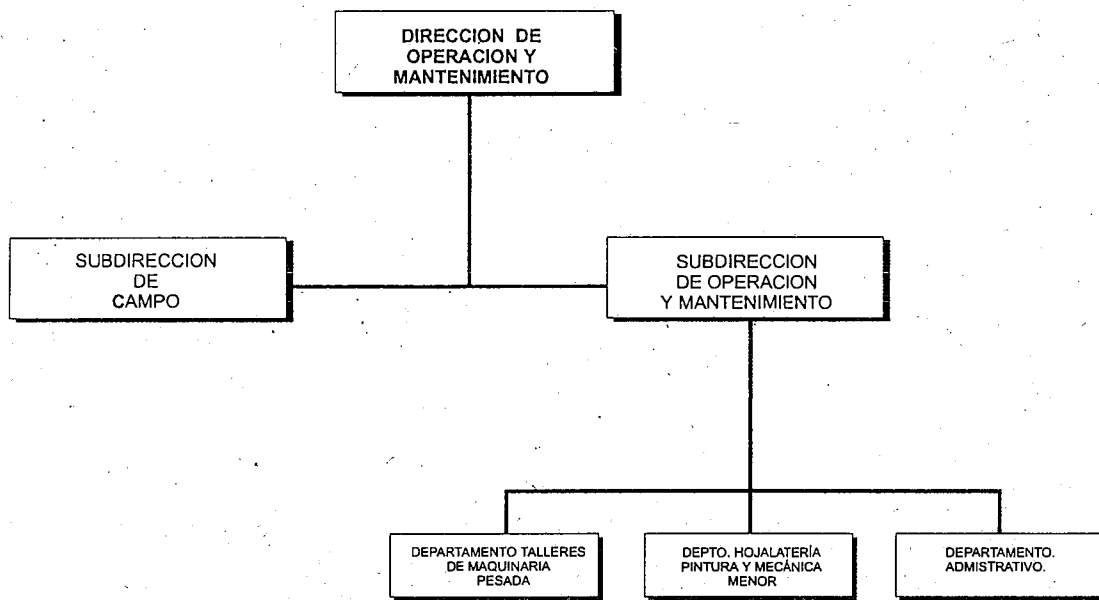 DIRECCION DE
OPERACION Y
MANTENIMIENTO
SUBDIRECCION
DE
CAMPO
SUBDIRECCION
DE OPERACION
Y MANTENIMIENTO
DEPARTAMENTO TALLERES
DE MAQUINARIA
PESADA
DEPTO. HOJALATERÍA
PINTURA Y MECÁNICA
MENOR
DEPARTAMENTO.
ADMISTRATIVO.